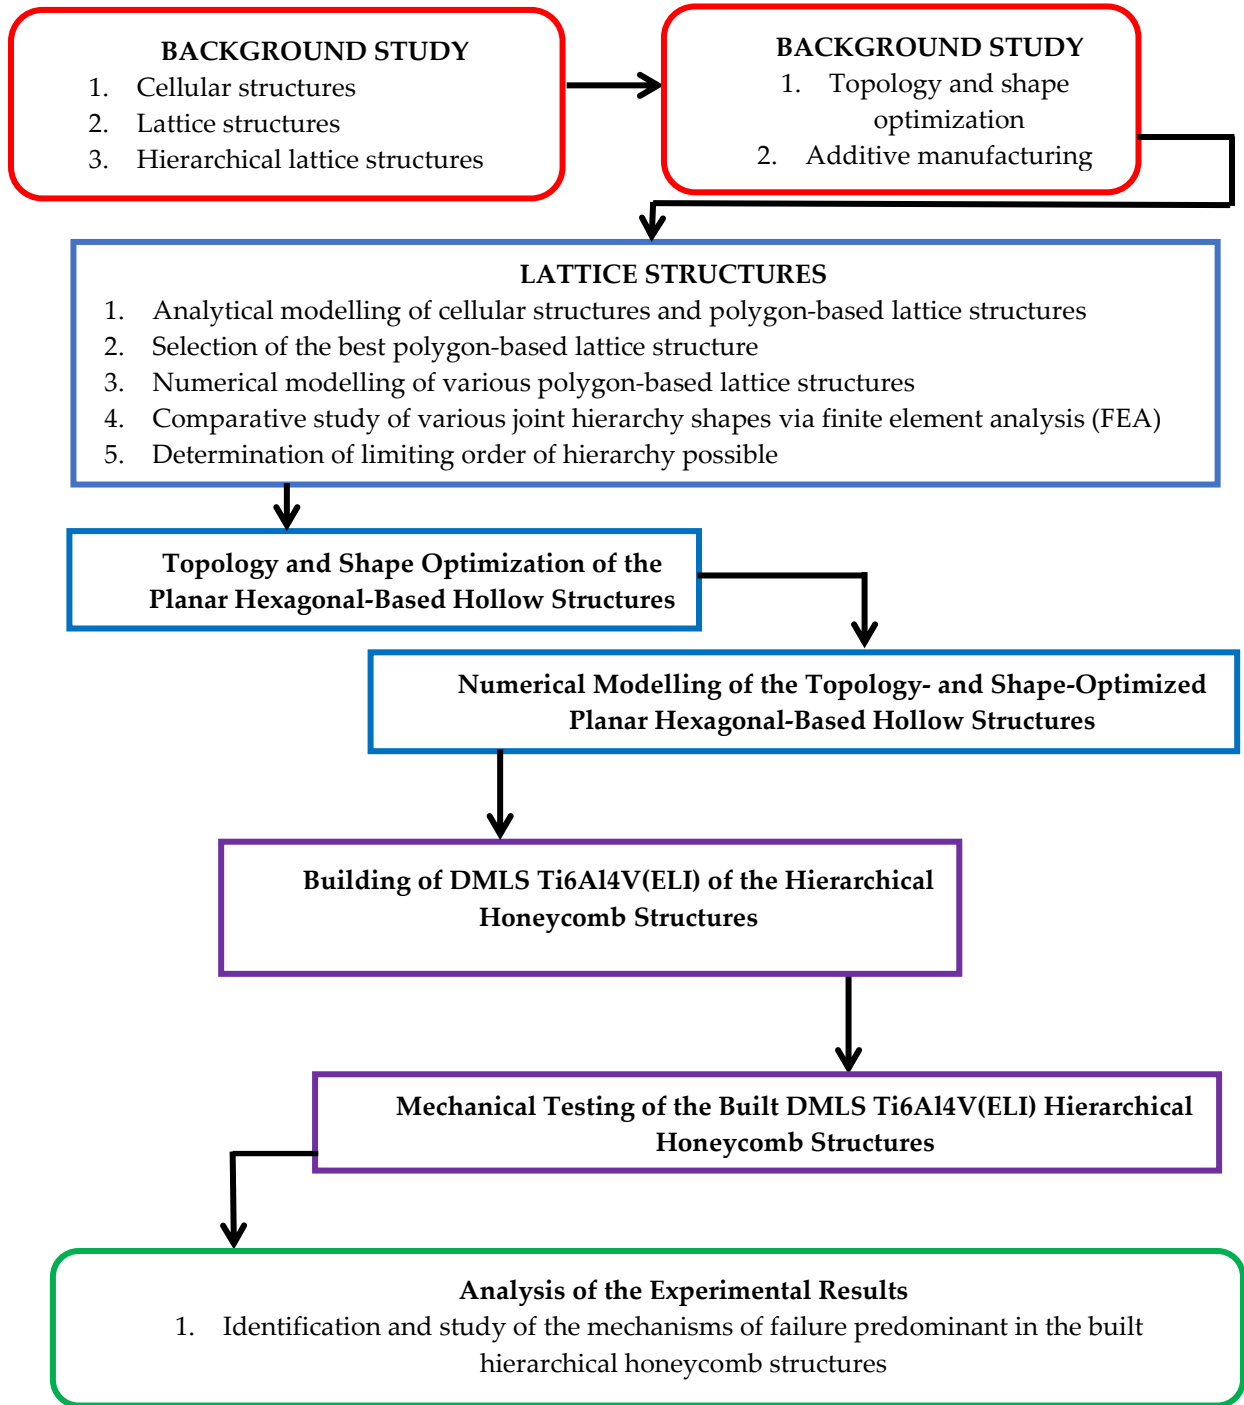 BACKGROUND STUDY
1. Cellular structures
2. Lattice structures
3. Hierarchical lattice structures
BACKGROUND STUDY
1. Topology and shape
optimization
2. Additive manufacturing
LATTICE STRUCTURES
1. Analytical modelling of cellular structures and polygon-based lattice structures
2. Selection of the best polygon-based lattice structure
3. Numerical modelling of various polygon-based lattice structures
4. Comparative study of various joint hierarchy shapes via finite element analysis (FEA)
5. Determination of limiting order of hierarchy possible
Topology and Shape Optimization of the
Planar Hexagonal-Based Hollow Structures
Numerical Modelling of the Topology- and Shape-Optimized
Planar Hexagonal-Based Hollow Structures
Building of DMLS Ti6Al4V(ELI) of the Hierarchical
Honeycomb Structures
Mechanical Testing of the Built DMLS Ti6Al4V(ELI) Hierarchical
Honeycomb Structures
Analysis of the Experimental Results
1. Identification and study of the mechanisms of failure predominant in the built
hierarchical honeycomb structures